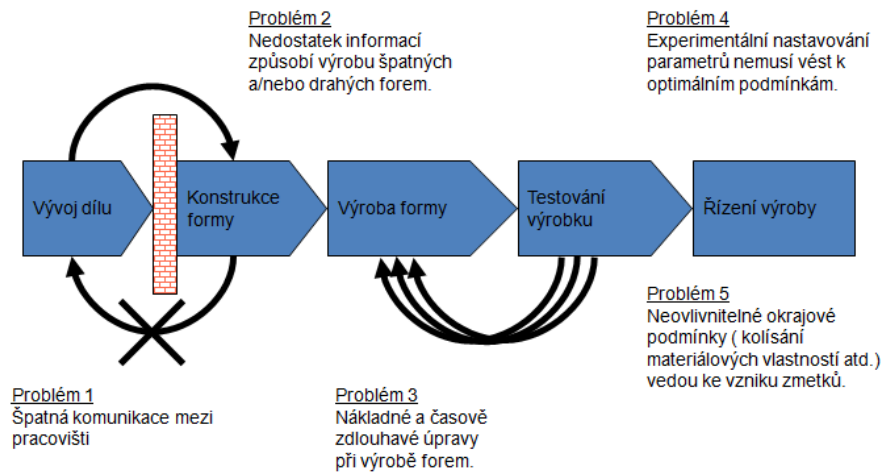 Problém 2
Nedostatek informací
způsobí výrobu špatných
a/nebo drahých forem.
Problém 4
Experimentální nastavování
parametrů nemusí vést k
optimálním podmínkám.
Vývoj dílu
Konstrukce
formy
Výroba formy
Testování
výrobku
Řízení výroby
Problém 1
Špatná komunikace mezi
pracovišti
Problém 3
Nákladné a časově
zdlouhavé úpravy
při výrobě forem.
Problém 5
Neovlivnitelné okrajové
podmínky ( kolísání
materiálových vlastností atd.)
vedou ke vzniku zmetků.